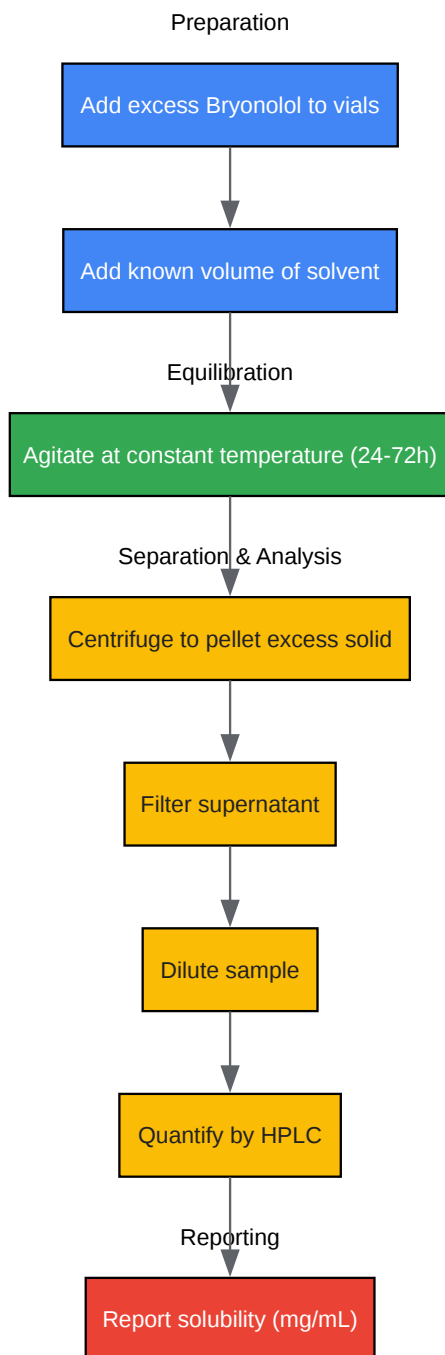 Preparation
Add excess Bryonolol to vials
Add known volume of solvent
Equilibration
Agitate at constant temperature (24-72h)
Separation & Analysis
Centrifuge to pellet excess solid
Filter supernatant
Dilute sample
Quantify by HPLC
Reporting
Report solubility (mg/mL)